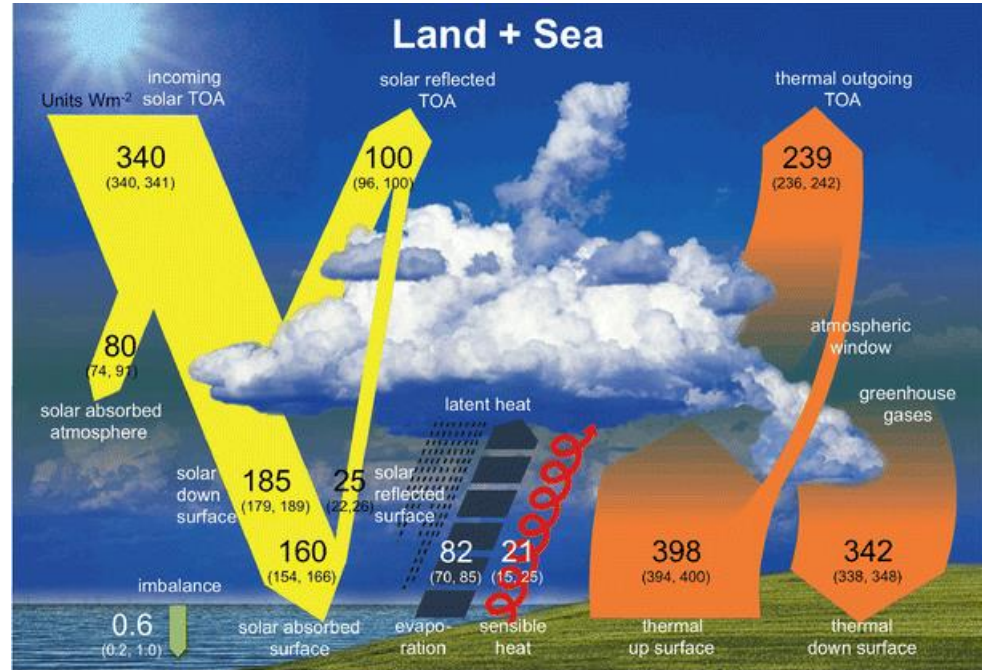 Land + Sea
Units Wm-2
incoming
solar TOA
solar reflected
TOA
thermal outgoing
TOA
340
(340, 341)
100
(96, 100)
239
(236, 242)
80
(74, 91)
solar absorbed
atmosphere
atmospheric
window
greenhouse
gases
latent heat
solar
down
surface
185
(179, 189)
25
(22,26)
solar
reflected
surface
160
(154, 166)
82
(70, 85)
21
(15, 25)
398
(394, 400)
342
(338, 348)
imbalance
0.6
(0.2, 1.0)
solar absorbed
surface
evapo-
ration
sensible
heat
thermal
up surface
thermal
down surface